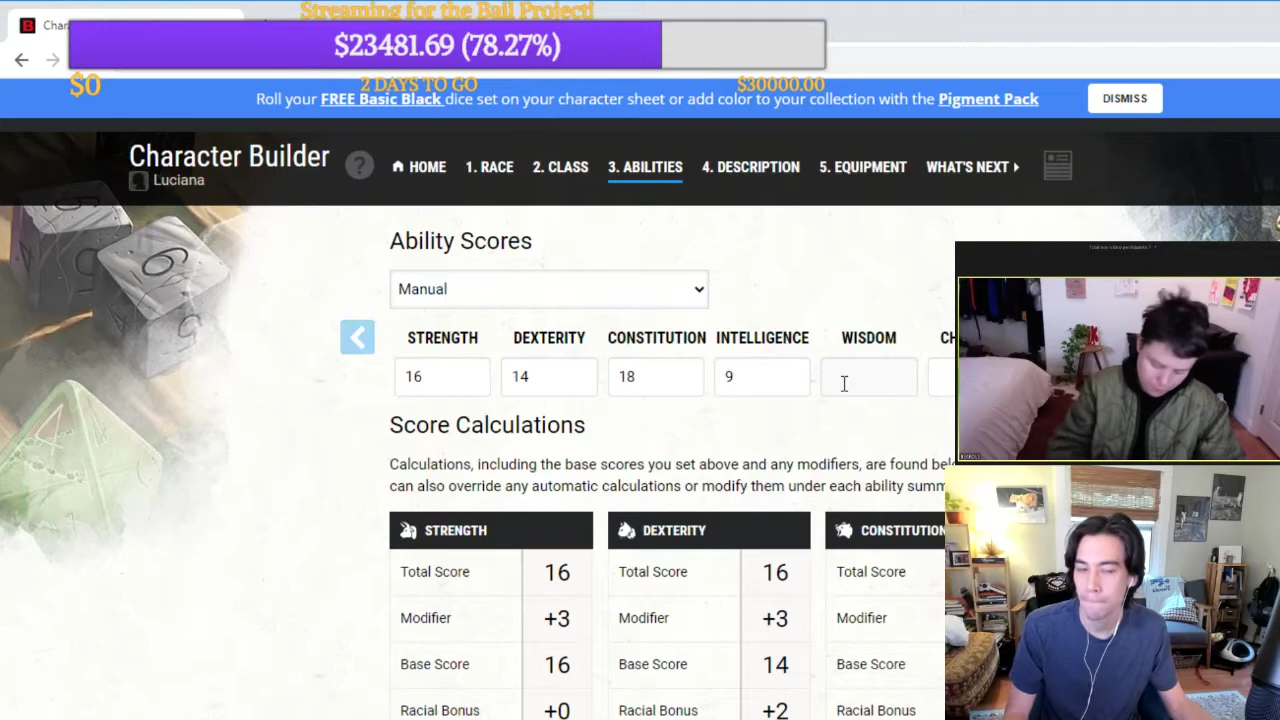 Streaming for the Bail Project!
Char
$23481.69 (78.27%)
$0
2 DAYS TO GO
$30000.00
Roll your FREE Basic Black dice set on your character sheet or add color to your collection with the Pigment Pack
DISMISS
Character Builder
Luciana
?
HOME
1. RACE
2. CLASS
3. ABILITIES
4. DESCRIPTION
5. EQUIPMENT
WHAT'S NEXT
Ability Scores
Manual
STRENGTH DEXTERITY CONSTITUTION INTELLIGENCE WISDOM CH
16 14 18 9
Score Calculations
Calculations, including the base scores you set above and any modifiers, are found bel
can also override any automatic calculations or modify them under each ability summ
STRENGTH DEXTERITY CONSTITUTION
Total Score 16 Total Score 16 Total Score
Modifier +3 Modifier +3 Modifier
Base Score 16 Base Score 14 Base Score
Racial Bonus +0 Racial Bonus +2 Racial Bonus